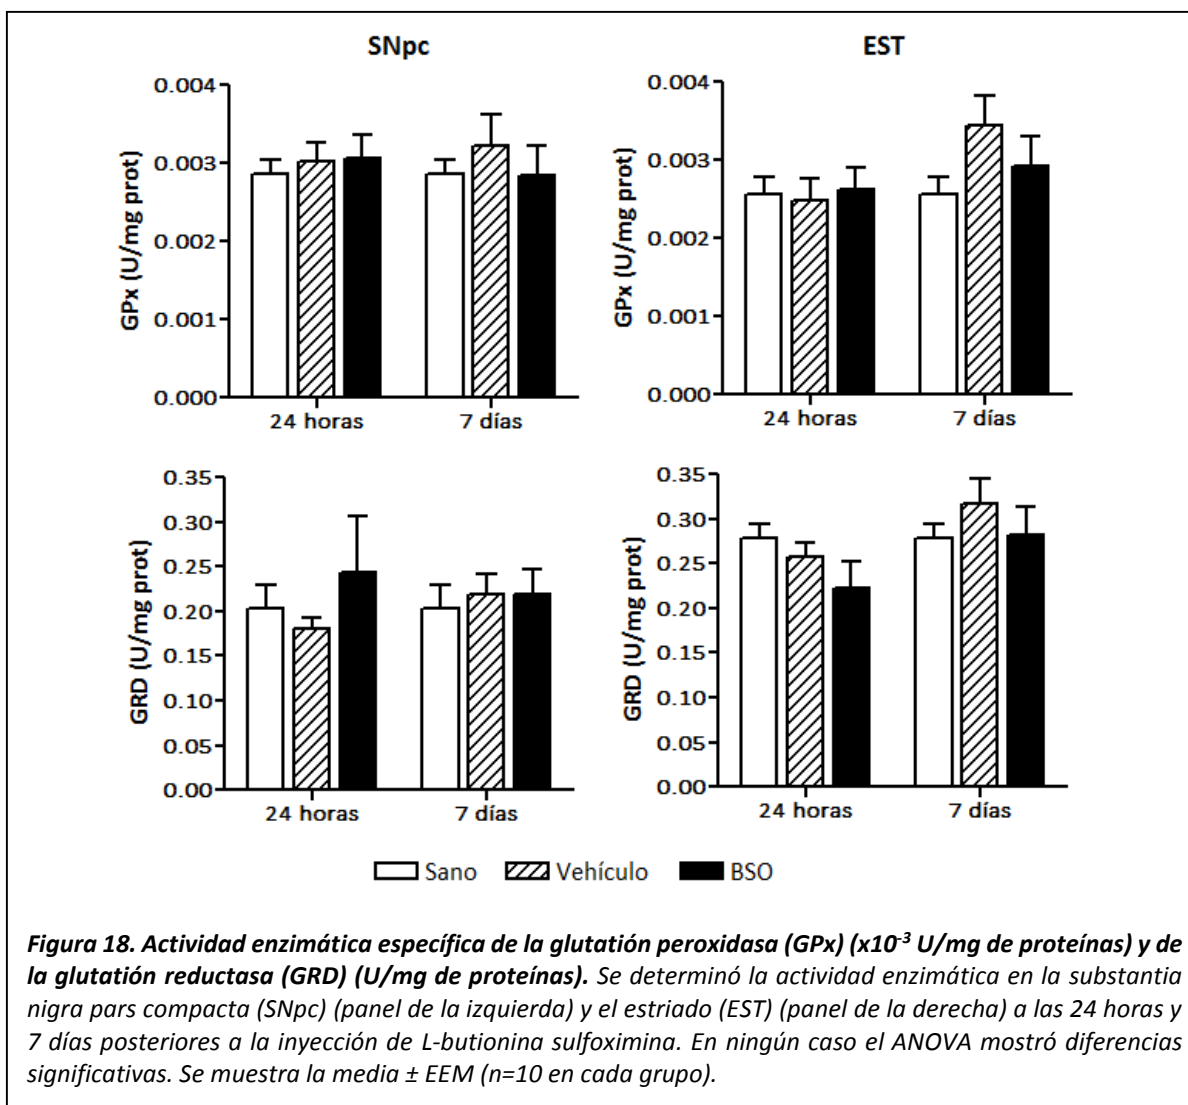 SNpc
EST
GPx (U/mg prot)
0.004
0.003
0.002
0.001
0.000
24 horas
7 días
GPx (U/mg prot)
0.004
0.003
0.002
0.001
0.000
24 horas
7 días
GRD (U/mg prot)
0.35
0.30
0.25
0.20
0.15
0.10
0.05
0.00
24 horas
7 días
GRD (U/mg prot)
0.35
0.30
0.25
0.20
0.15
0.10
0.05
0.00
24 horas
7 días
Sano Vehículo BSO
Figura 18. Actividad enzimática específica de la glutatión peroxidasa (GPx) (x10⁻³ U/mg de proteínas) y de
la glutatión reductasa (GRD) (U/mg de proteínas). Se determinó la actividad enzimática en la substantia
nigra pars compacta (SNpc) (panel de la izquierda) y el estriado (EST) (panel de la derecha) a las 24 horas y
7 días posteriores a la inyección de L-butionina sulfoximina. En ningún caso el ANOVA mostró diferencias
significativas. Se muestra la media ± EEM (n=10 en cada grupo).